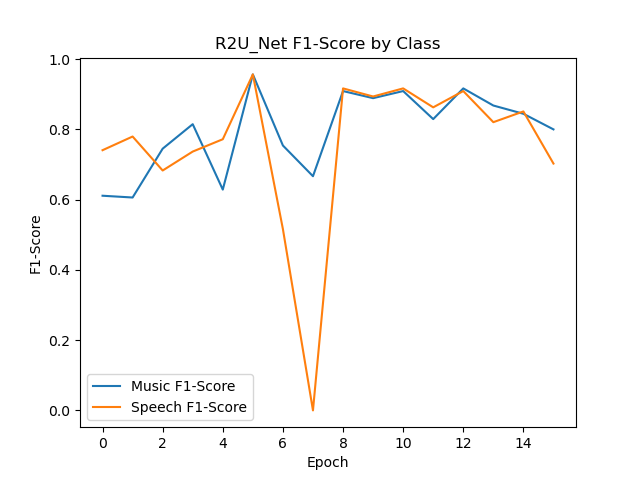 R2U_Net F1-Score by Class
F1-Score
1.0
0.8
0.6
0.4
0.2
0.0
Music F1-Score
Speech F1-Score
0 2 4 6 8 10 12 14
Epoch